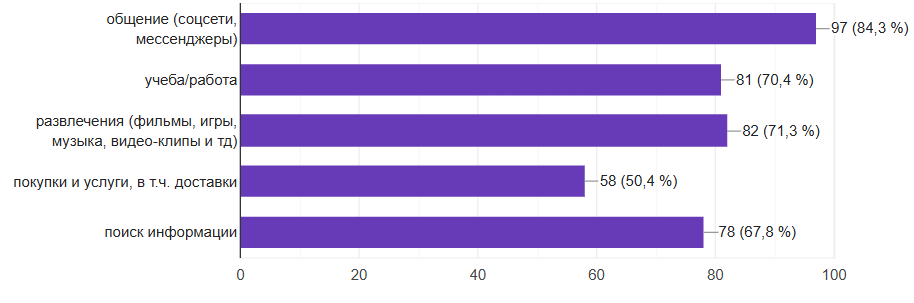 общение (соцсети,
мессенджеры)
97 (84,3 %)
учеба/работа
81 (70,4 %)
развлечения (фильмы, игры,
музыка, видео-клипы и тд)
82 (71,3 %)
покупки и услуги, в т.ч. доставки
58 (50,4 %)
поиск информации
78 (67,8 %)
0 20 40 60 80 100